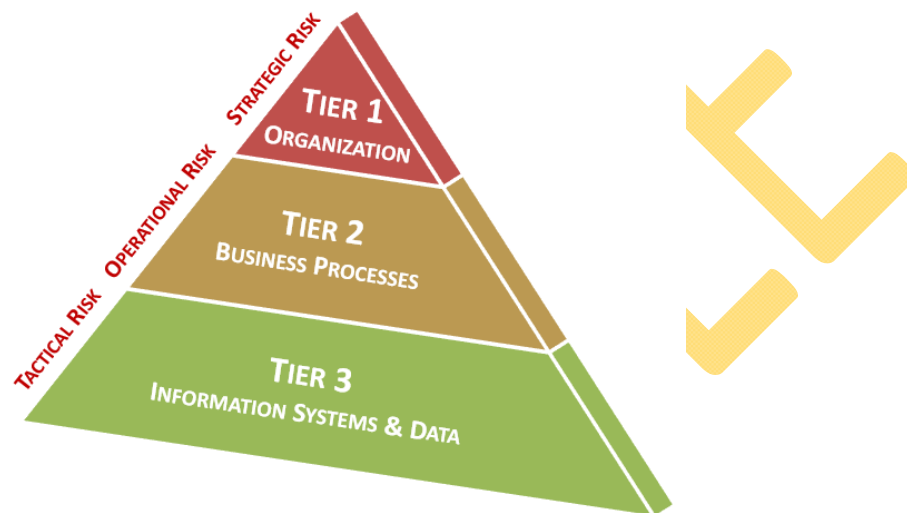 STRATEGIC RISK
TIER 1
ORGANIZATION
OPERATIONAL RISK
TIER 2
BUSINESS PROCESSES
TACTICAL RISK
TIER 3
INFORMATION SYSTEMS & DATA